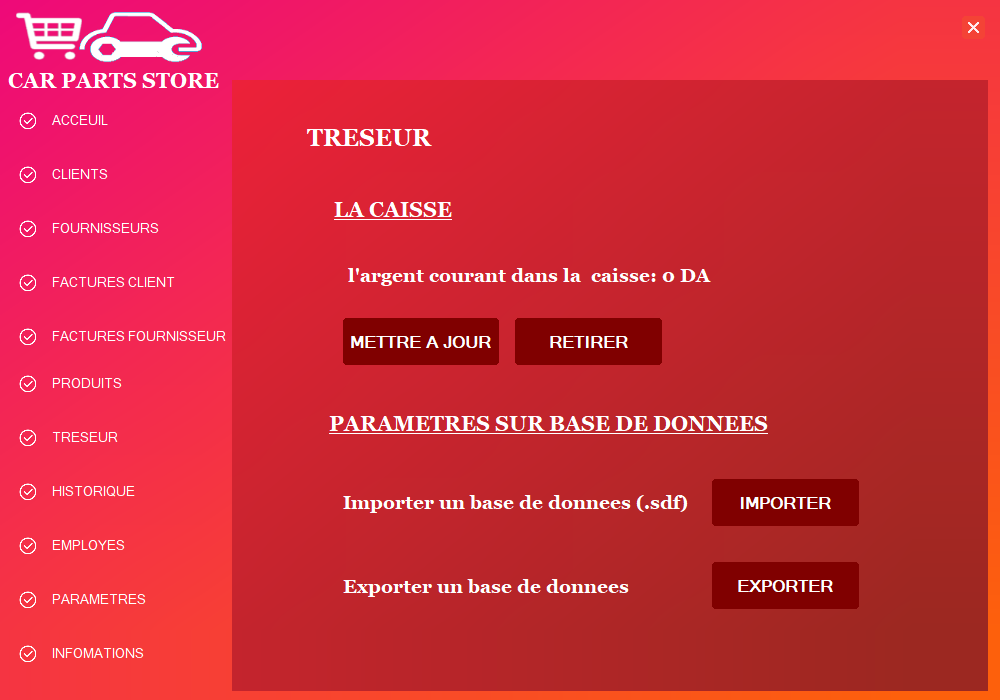 CAR PARTS STORE
ACCEUIL
CLIENTS
FOURNISSEURS
FACTURES CLIENT
FACTURES FOURNISSEUR
PRODUITS
TRESEUR
HISTORIQUE
EMPLOYES
PARAMETRES
INFOMATIONS
TRESEUR
LA CAISSE
l'argent courant dans la caisse: 0 DA
METTRE A JOUR RETIRER
PARAMETRES SUR BASE DE DONNEES
Importer un base de donnees (.sdf) IMPORTER
Exporter un base de donnees EXPORTER